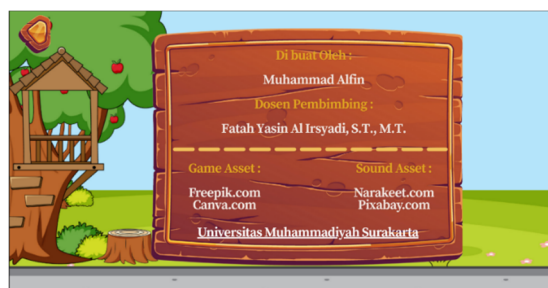 Di buat Oleh :
Muhammad Alfin
Dosen Pembimbing :
Fatah Yasin Al Irsyadi, S.T., M.T.
Game Asset :
Freepik.com
Canva.com
Sound Asset :
Narakeet.com
Pixabay.com
Universitas Muhammadiyah Surakarta